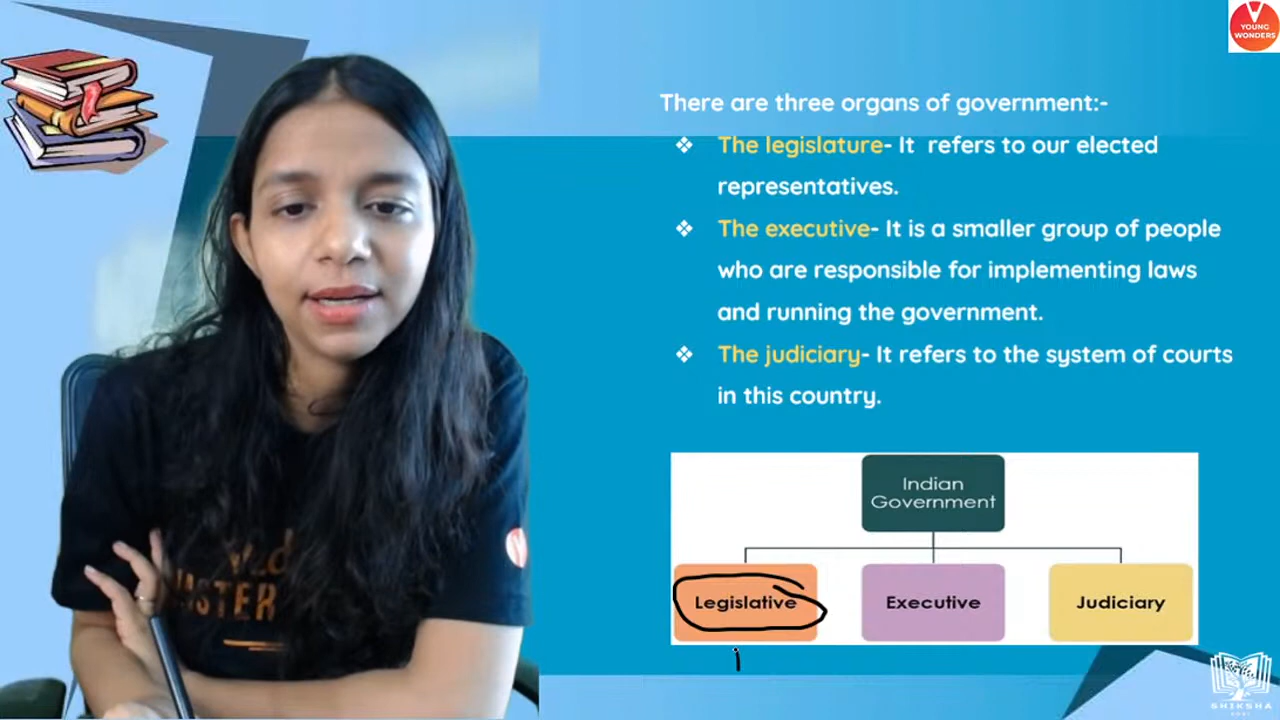 YOUNG
WONDERS
There are three organs of government:-
❖ The legislature- It refers to our elected
representatives.
❖ The executive- It is a smaller group of people
who are responsible for implementing laws
and running the government.
❖ The judiciary- It refers to the system of courts
in this country.
Indian
Government
Legislative
Executive
Judiciary
MASTER
SHIKSHA